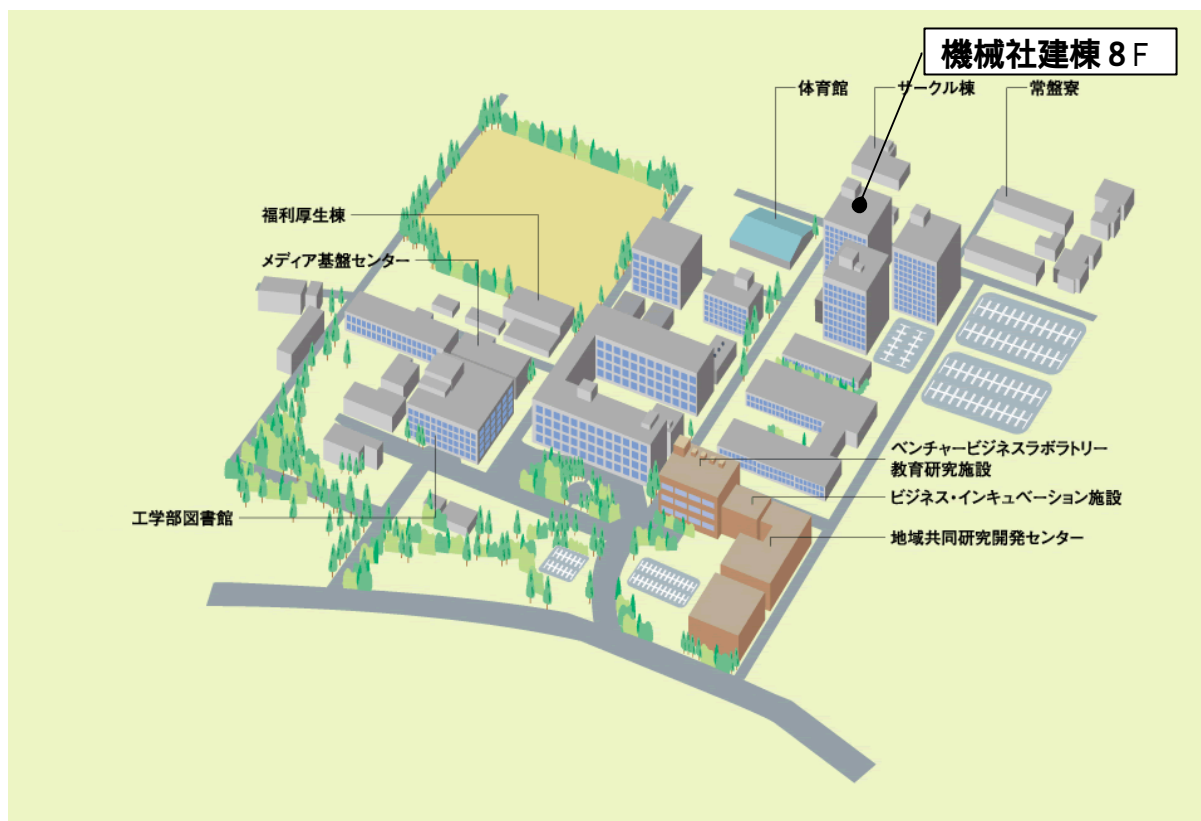 機械社建棟8F
体育館
サークル棟
常盤寮
福利厚生棟
メディア基盤センター
ベンチャービジネスラボラトリー
教育研究施設
ビジネス・インキュベーション施設
工学部図書館
地域共同研究開発センター